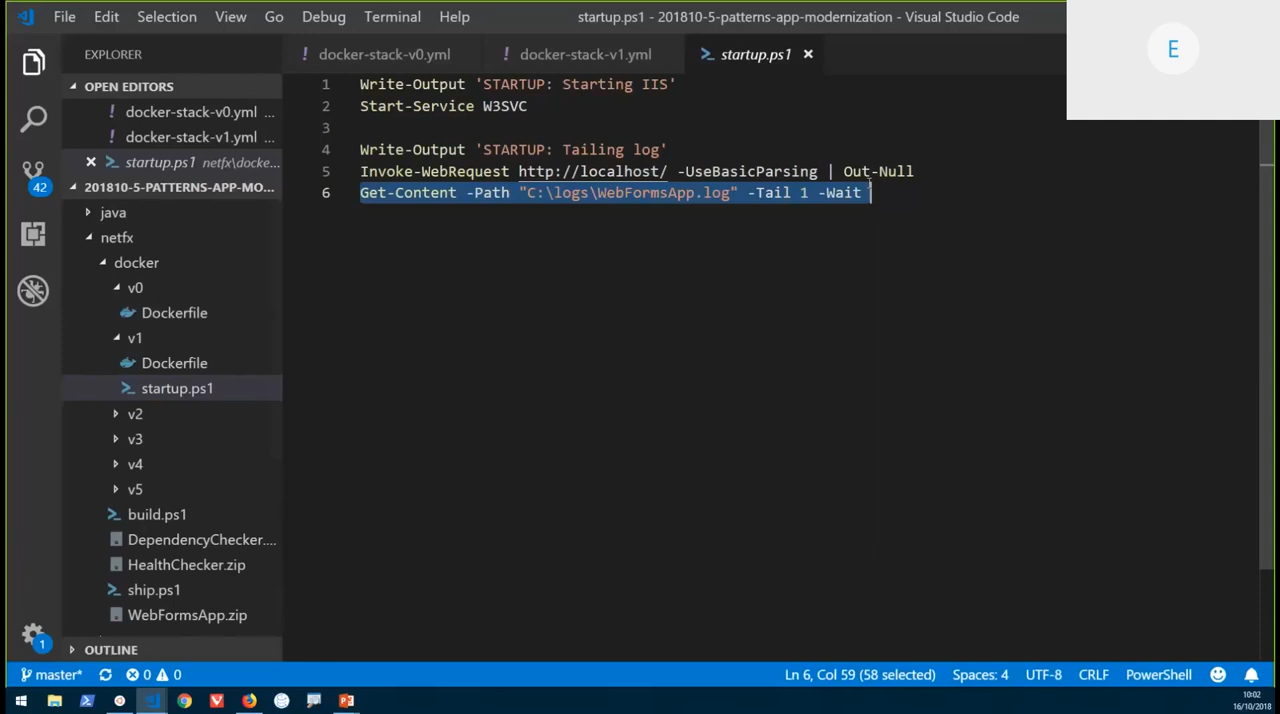 File Edit Selection View Go Debug Terminal Help
startup.ps1 - 201810-5-patterns-app-modernization - Visual Studio Code
E
EXPLORER
! docker-stack-v0.yml
! docker-stack-v1.yml
startup.ps1 ×
OPEN EDITORS
! docker-stack-v0.yml ...
! docker-stack-v1.yml ...
× startup.ps1 netfx\docke...
201810-5-PATTERNS-APP-MO...
java
netfx
docker
v0
Dockerfile
v1
Dockerfile
startup.ps1
v2
v3
v4
v5
build.ps1
DependencyChecker....
HealthChecker.zip
ship.ps1
WebFormsApp.zip
OUTLINE
42
1
1 Write-Output 'STARTUP: Starting IIS'
2 Start-Service W3SVC
3
4 Write-Output 'STARTUP: Tailing log'
5 Invoke-WebRequest http://localhost/ -UseBasicParsing | Out-Null
6 Get-Content -Path "C:\logs\WebFormsApp.log" -Tail 1 -Wait
master* 0 0
Ln 6, Col 59 (58 selected) Spaces: 4 UTF-8 CRLF PowerShell
10:02
16/10/2018